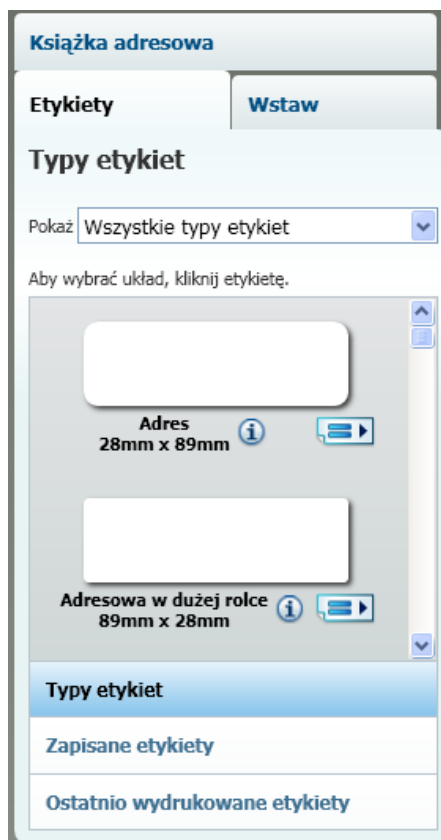 Książka adresowa
Etykiety
Wstaw
Typy etykiet
Pokaż Wszystkie typy etykiet
Aby wybrać układ, kliknij etykietę.
Adres
28mm x 89mm
Adresowa w dużej rolce
89mm x 28mm
Typy etykiet
Zapisane etykiety
Ostatnio wydrukowane etykiety